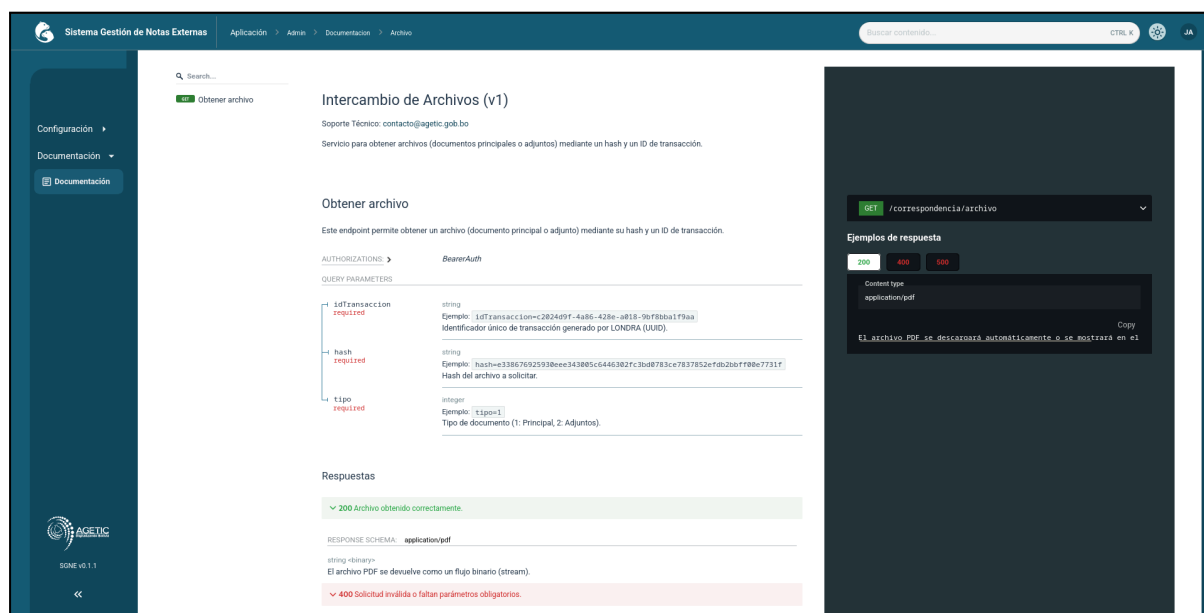 Sistema Gestión de Notas Externas
Aplicación > Admin > Documentacion > Archivo
Buscar contenido... CTRL K
JA
Configuración
Documentación
Documentación
AGETIC
SGNE v0.1.1
Search...
GET Obtener archivo
Intercambio de Archivos (v1)
Soporte Técnico: contacto@agetic.gob.bo
Servicio para obtener archivos (documentos principales o adjuntos) mediante un hash y un ID de transacción.
Obtener archivo
Este endpoint permite obtener un archivo (documento principal o adjunto) mediante su hash y un ID de transacción.
AUTHORIZATIONS > BearerAuth
QUERY PARAMETERS
idTransaccion string
required Ejemplo: idTransaccion=c2024d9f-4a86-428e-a018-9bf8bba1f9aa
Identificador único de transacción generado por LONDRA (UUID).
hash string
required Ejemplo: hash=e338676925930eee343005c6446302fc3bd0783ce7837852efdb2bbff00e7731f
Hash del archivo a solicitar.
tipo integer
required Ejemplo: tipo=1
Tipo de documento (1: Principal, 2: Adjuntos).
Respuestas
200 Archivo obtenido correctamente.
RESPONSE SCHEMA: application/pdf
string <binary>
El archivo PDF se devuelve como un flujo binario (stream).
400 Solicitud inválida o faltan parámetros obligatorios.
GET /correspondencia/archivo
Ejemplos de respuesta
200 400 500
Content type
application/pdf
Copy
El archivo PDF se descargará automáticamente o se mostrará en el